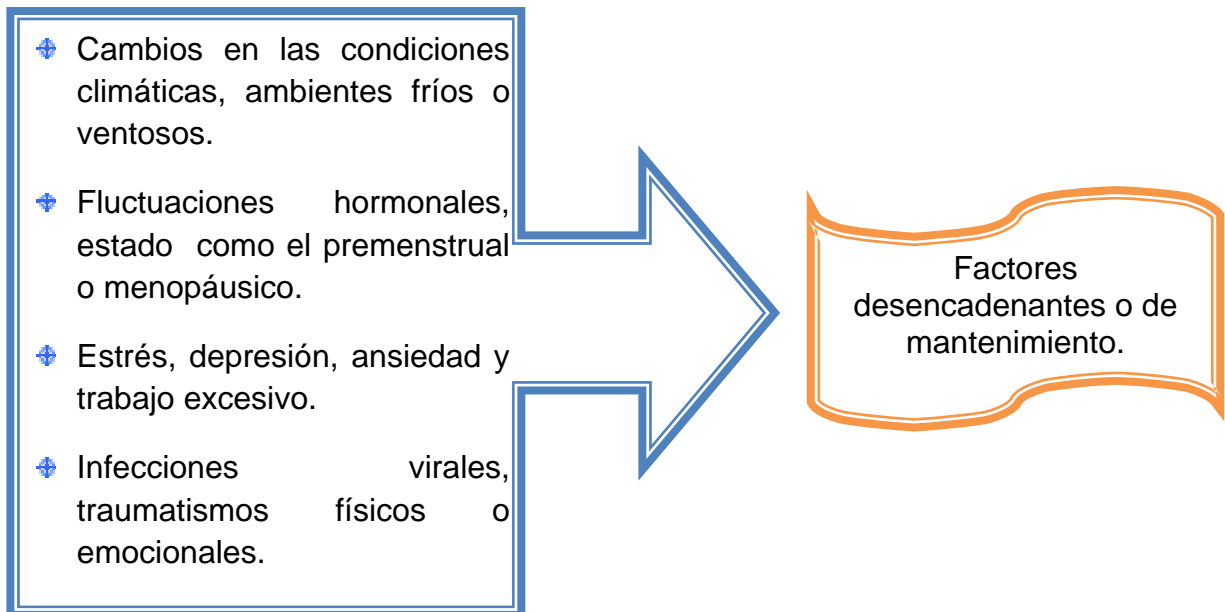 Cambios en las condiciones
climáticas, ambientes fríos o
ventosos.
Fluctuaciones hormonales,
estado como el premenstrual
o menopáusico.
Estrés, depresión, ansiedad y
trabajo excesivo.
Infecciones virales,
traumatismos físicos o
emocionales.
Factores
desencadenantes o de
mantenimiento.